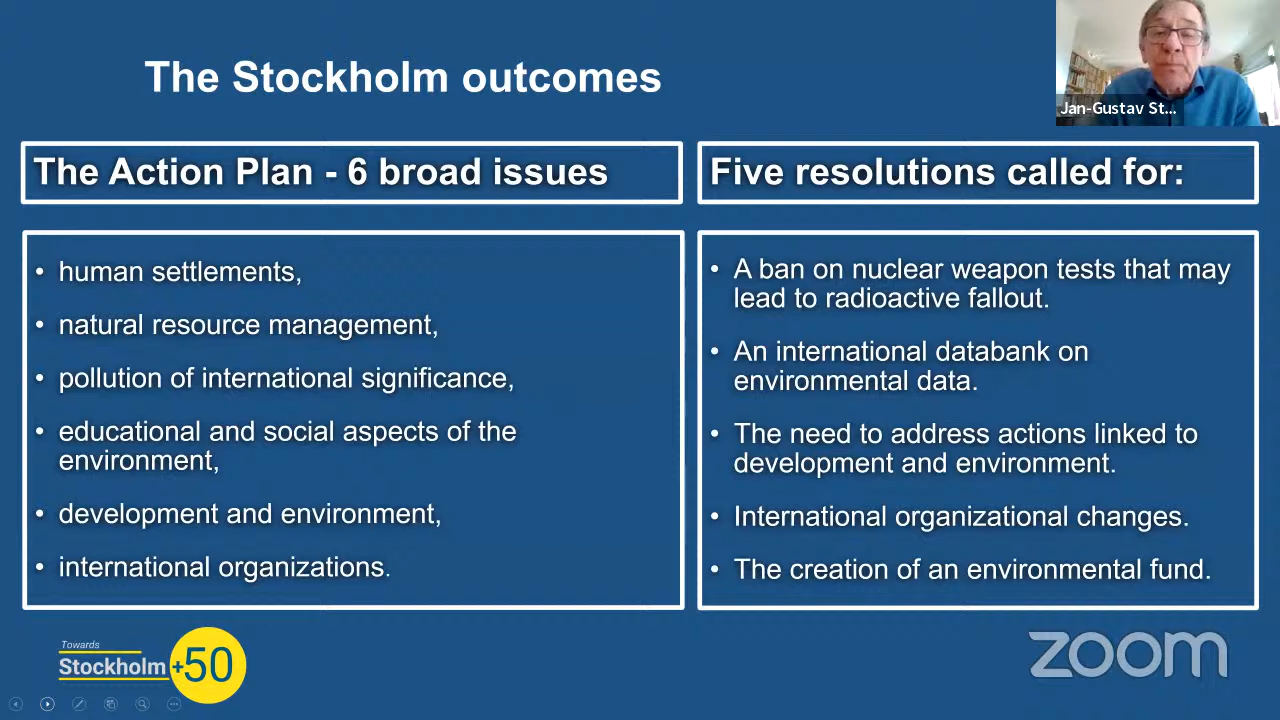 The Stockholm outcomes
Jan-Gustav St...
The Action Plan - 6 broad issues
• human settlements,
• natural resource management,
• pollution of international significance,
• educational and social aspects of the
environment,
• development and environment,
• international organizations.
Five resolutions called for:
• A ban on nuclear weapon tests that may
lead to radioactive fallout.
• An international databank on
environmental data.
• The need to address actions linked to
development and environment.
• International organizational changes.
• The creation of an environmental fund.
Towards
Stockholm+50
zoom